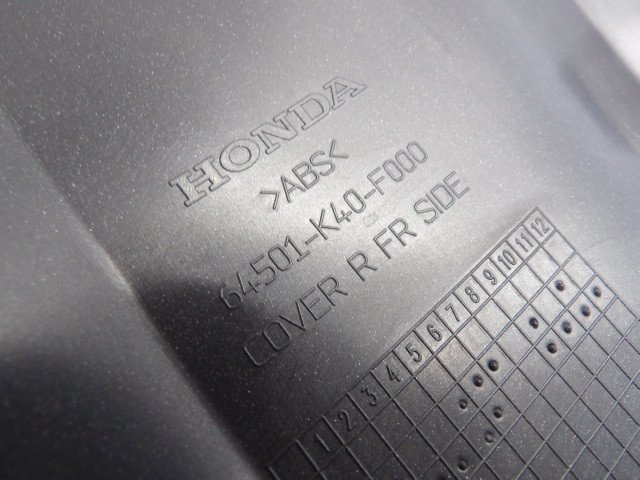 HONDA
>ABS<
64501-K40-F000
COVER R FR SIDE
1 2 3 4 5 6 7 8 9 10 11 12